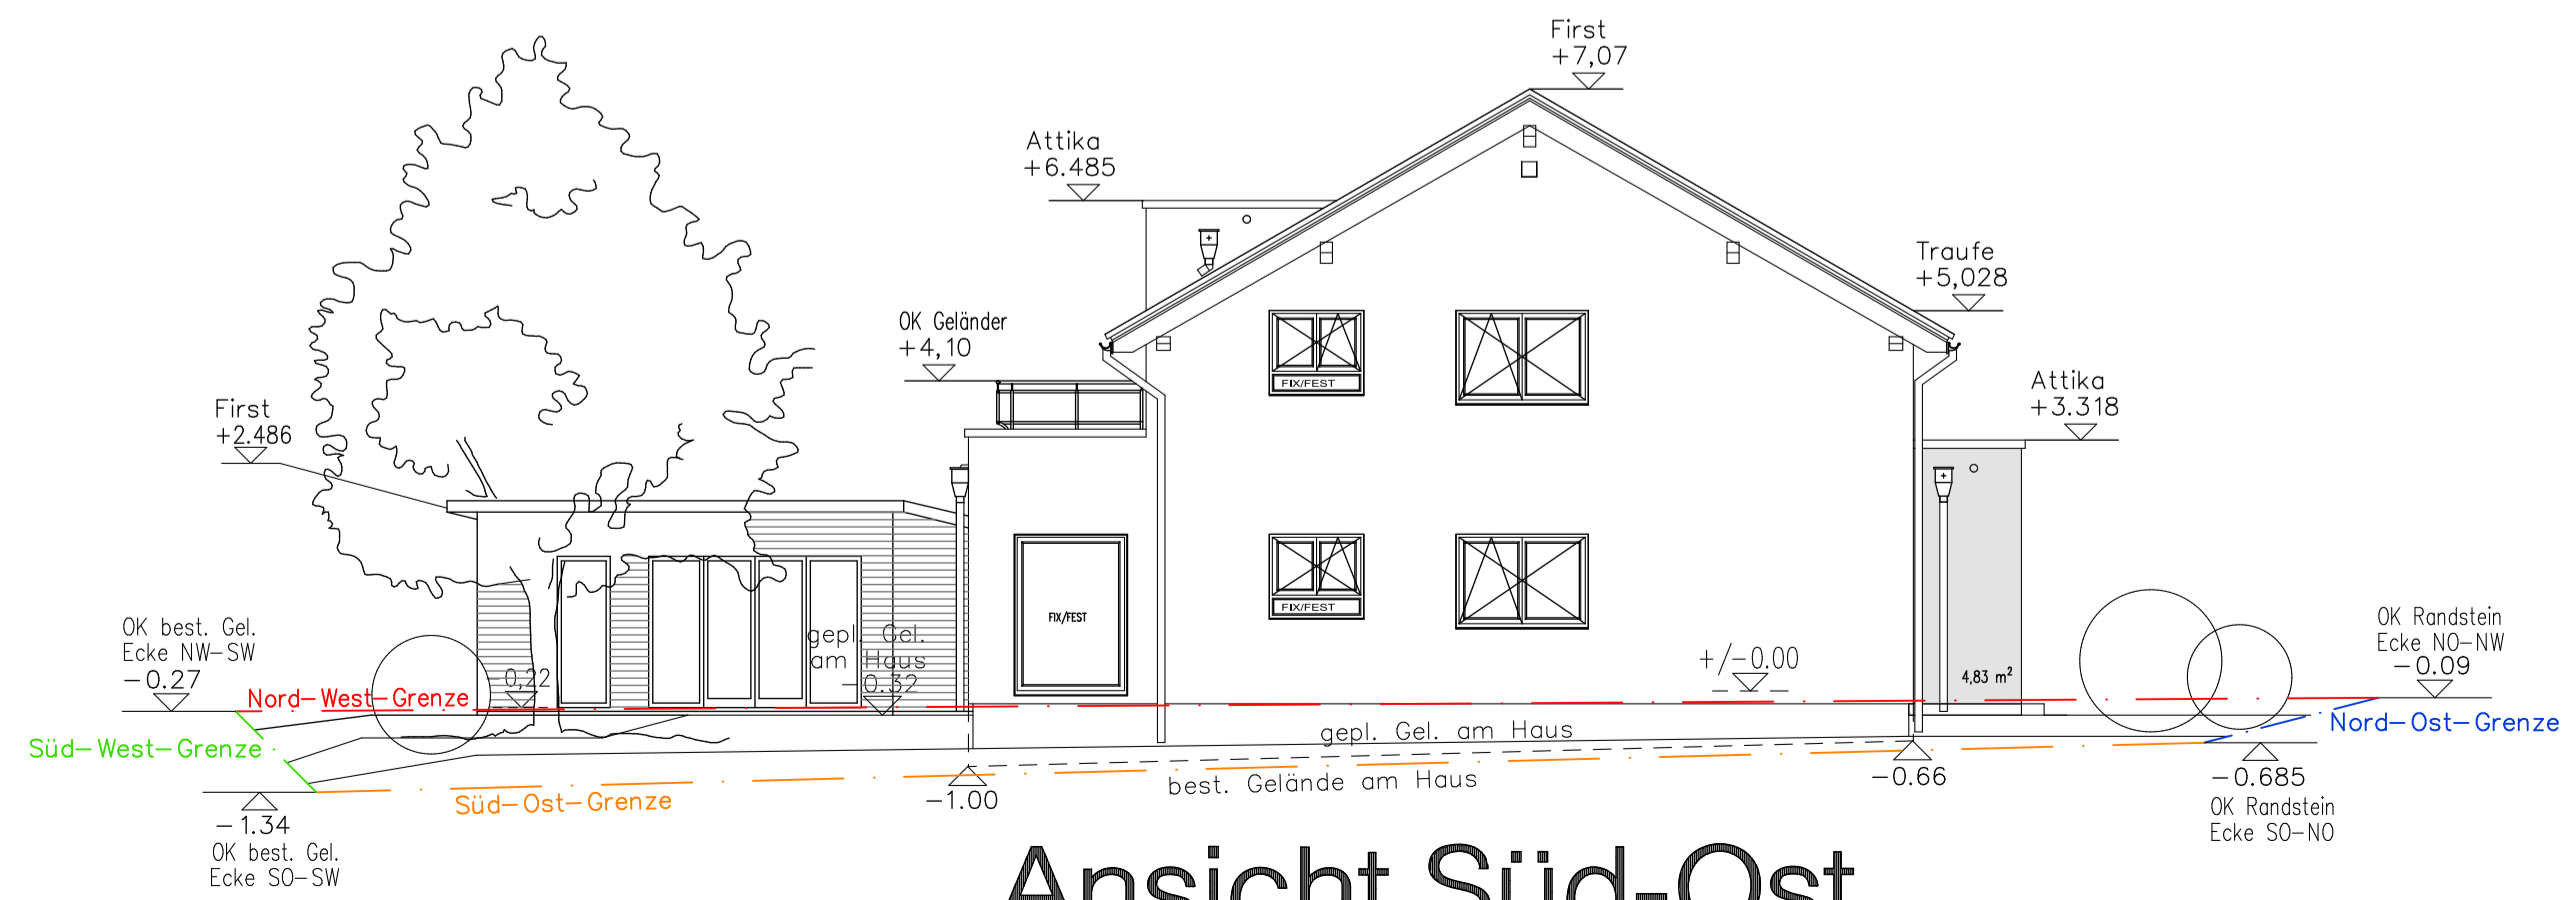 First
+7,07
Attika
+6.485
Traufe
+5,028
OK Geländer
+4,10
Attika
+3.318
First
+2.486
FIX/FEST
FIX/FEST
FIX/FEST
OK best. Gel.
Ecke NW-SW
-0.27
gepl. Gel.
am Haus
-0.32
-0,22
+/-0.00
4,83 m²
OK Randstein
Ecke NO-NW
-0.09
Nord-West-Grenze
Süd-West-Grenze
Nord-Ost-Grenze
gepl. Gel. am Haus
best. Gelände am Haus
Süd-Ost-Grenze
-1.00
-0.66
-0.685
OK Randstein
Ecke SO-NO
-1.34
OK best. Gel.
Ecke SO-SW
Ansicht Süd-Ost